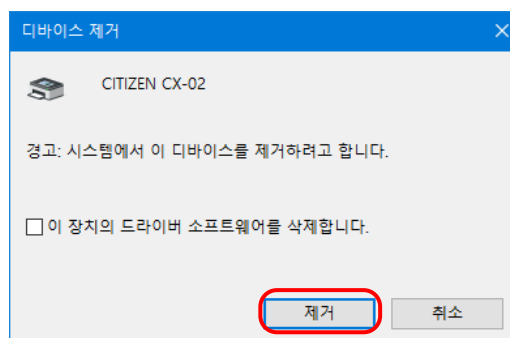 디바이스 제거
CITIZEN CX-02
경고: 시스템에서 이 디바이스를 제거하려고 합니다.
이 장치의 드라이버 소프트웨어를 삭제합니다.
제거
취소